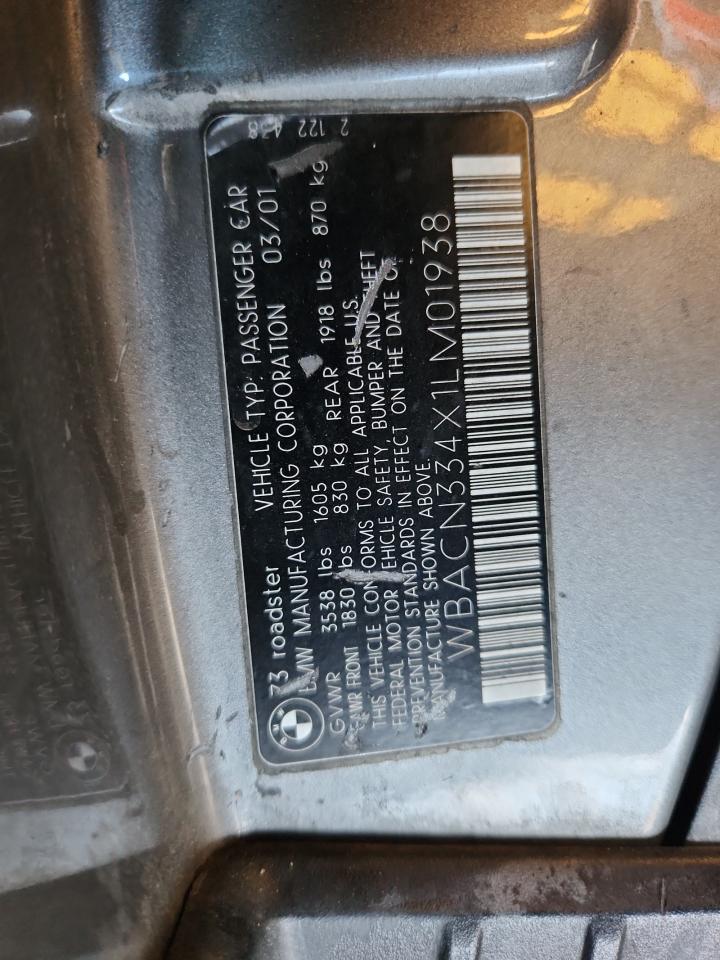 Z3 roadster VEHICLE TYP: PASSENGER CAR
BMW MANUFACTURING CORPORATION 03/01
GVWR 3538 lbs 1605 kg
GAWR FRONT 1830 lbs 830 kg REAR 1918 lbs 870 kg
THIS VEHICLE CONFORMS TO ALL APPLICABLE U.S.
FEDERAL MOTOR VEHICLE SAFETY, BUMPER AND THEFT
PREVENTION STANDARDS IN EFFECT ON THE DATE OF
MANUFACTURE SHOWN ABOVE.
WBACN334X1LM01938
2 122 438